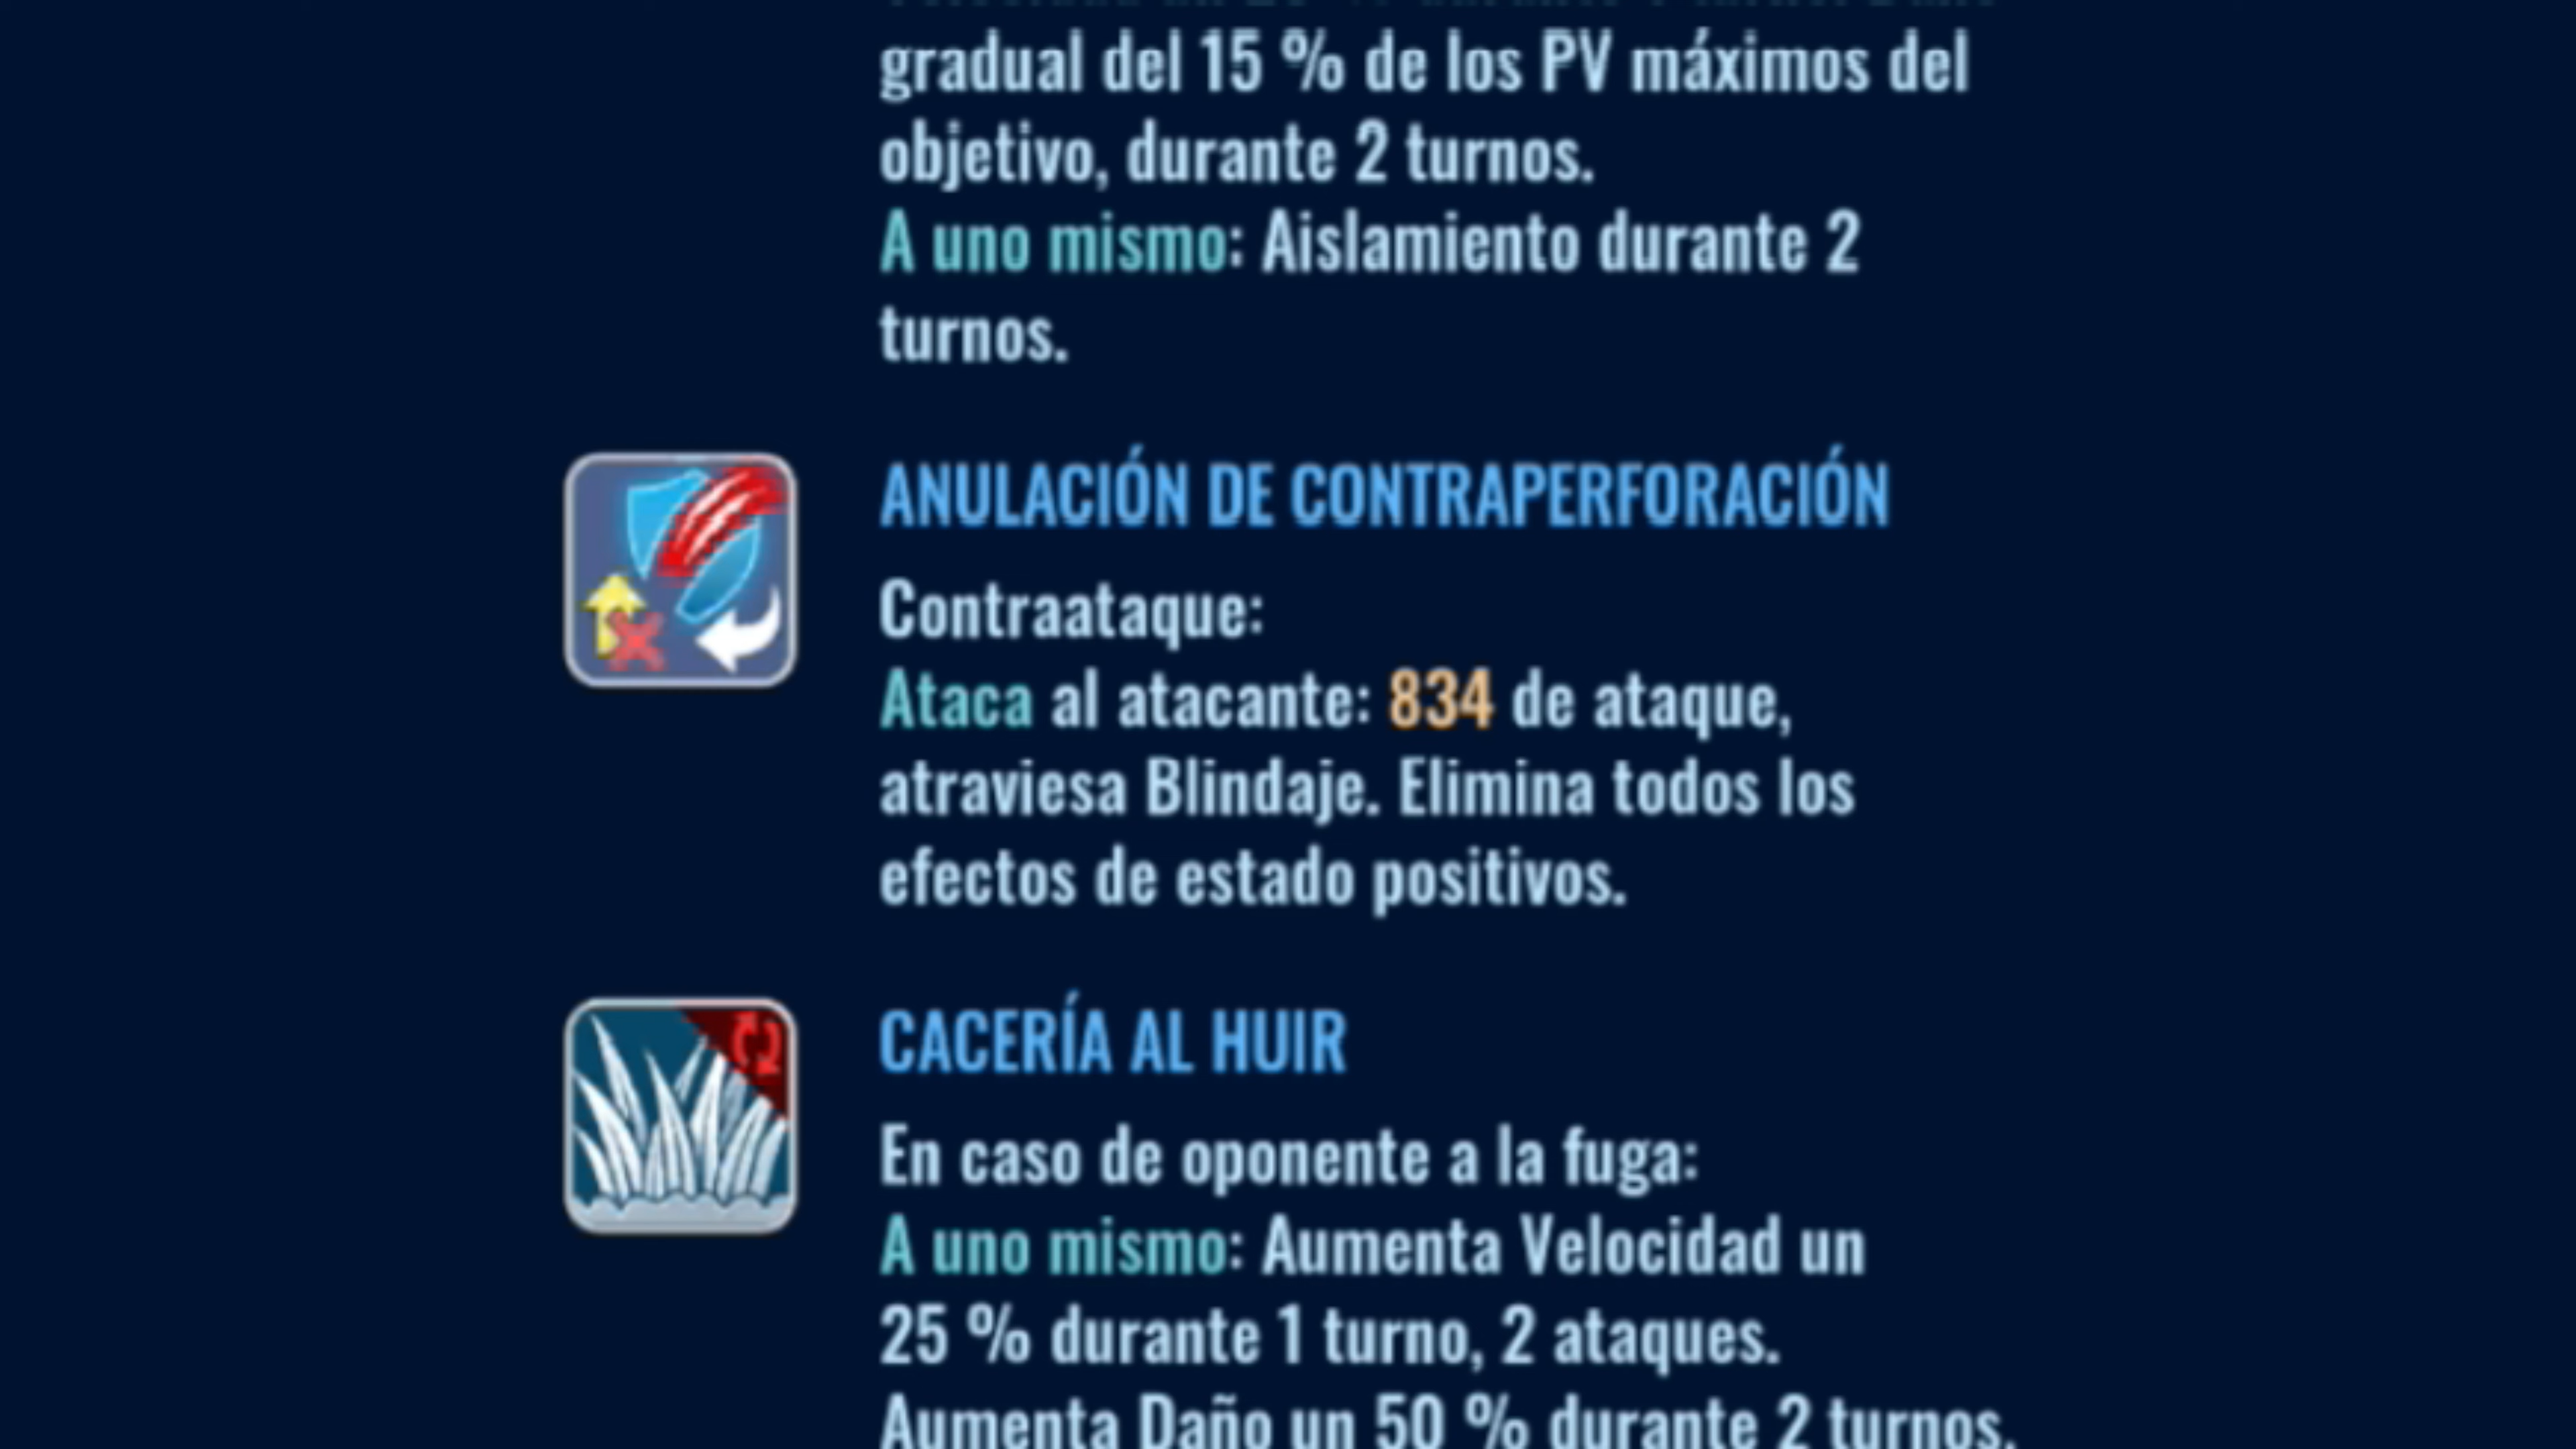 gradual del 15 % de los PV máximos del
objetivo, durante 2 turnos.
A uno mismo: Aislamiento durante 2
turnos.
ANULACIÓN DE CONTRAPERFORACIÓN
Contraataque:
Ataca al atacante: 834 de ataque,
atraviesa Blindaje. Elimina todos los
efectos de estado positivos.
CACERÍA AL HUIR
En caso de oponente a la fuga:
A uno mismo: Aumenta Velocidad un
25 % durante 1 turno, 2 ataques.
Aumenta Daño un 50 % durante 2 turnos.